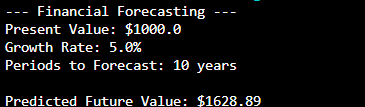 --- Financial Forecasting ---
Present Value: $1000.0
Growth Rate: 5.0%
Periods to Forecast: 10 years
Predicted Future Value: $1628.89